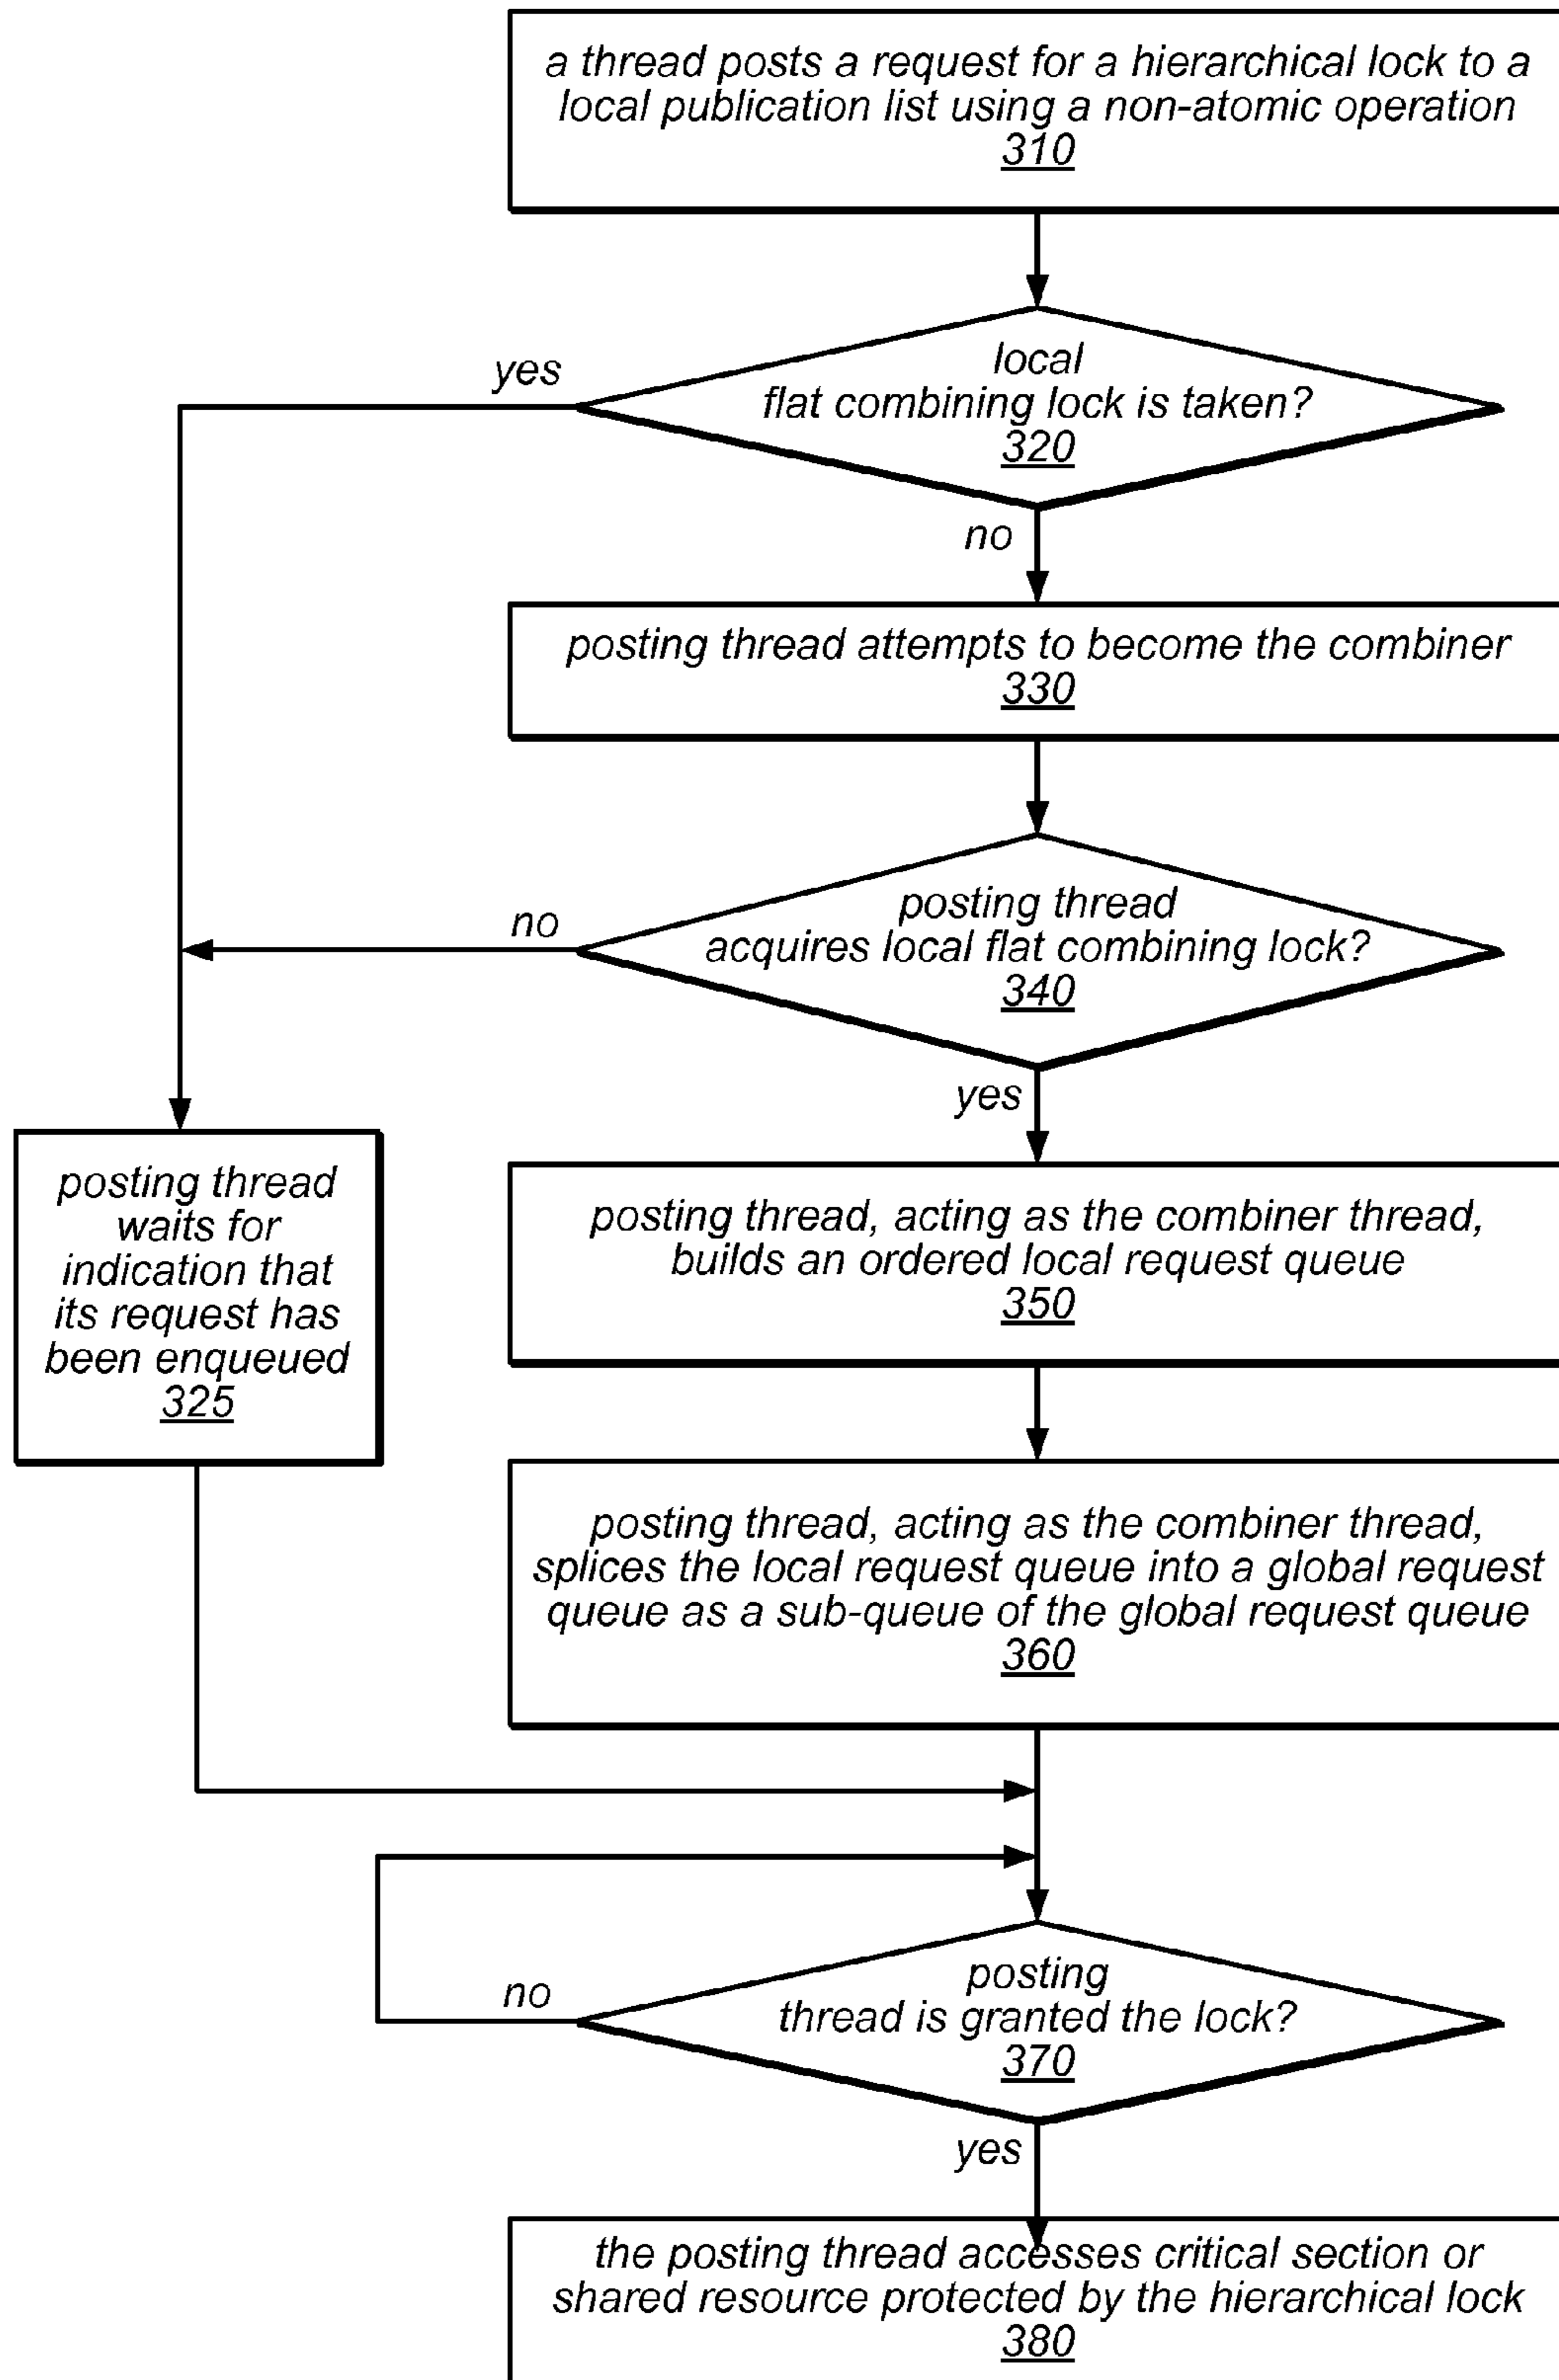 a thread posts a request for a hierarchical lock to a
local publication list using a non-atomic operation
310
yes
local
flat combining lock is taken?
320
no
posting thread attempts to become the combiner
330
no
posting thread
acquires local flat combining lock?
340
yes
posting thread
waits for
indication that
its request has
been enqueued
325
posting thread, acting as the combiner thread,
builds an ordered local request queue
350
posting thread, acting as the combiner thread,
splices the local request queue into a global request
queue as a sub-queue of the global request queue
360
no
posting
thread is granted the lock?
370
yes
the posting thread accesses critical section or
shared resource protected by the hierarchical lock
380